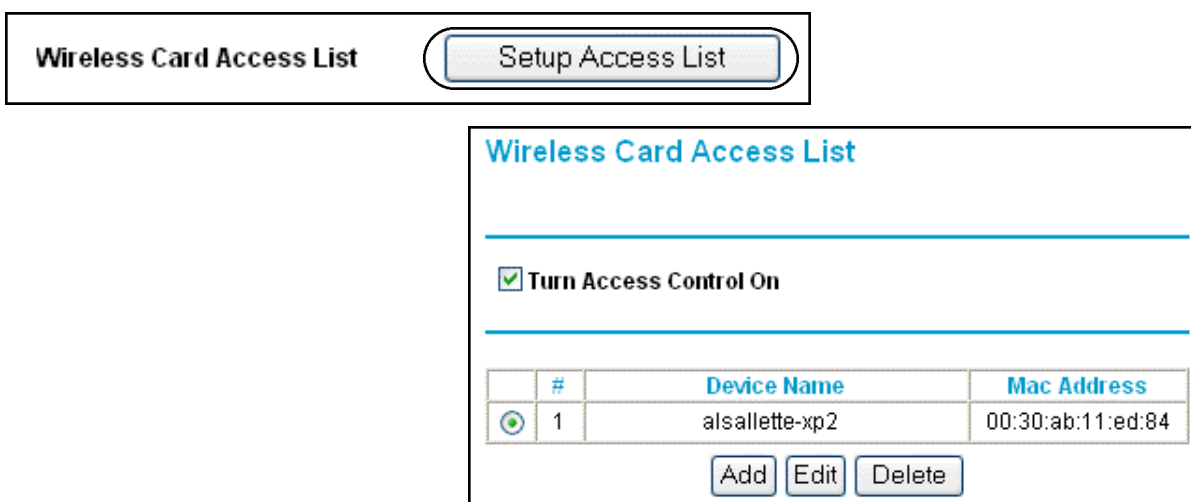 Wireless Card Access List Setup Access List
Wireless Card Access List
Turn Access Control On
# Device Name Mac Address
1 alsallette-xp2 00:30:ab:11:ed:84
Add Edit Delete